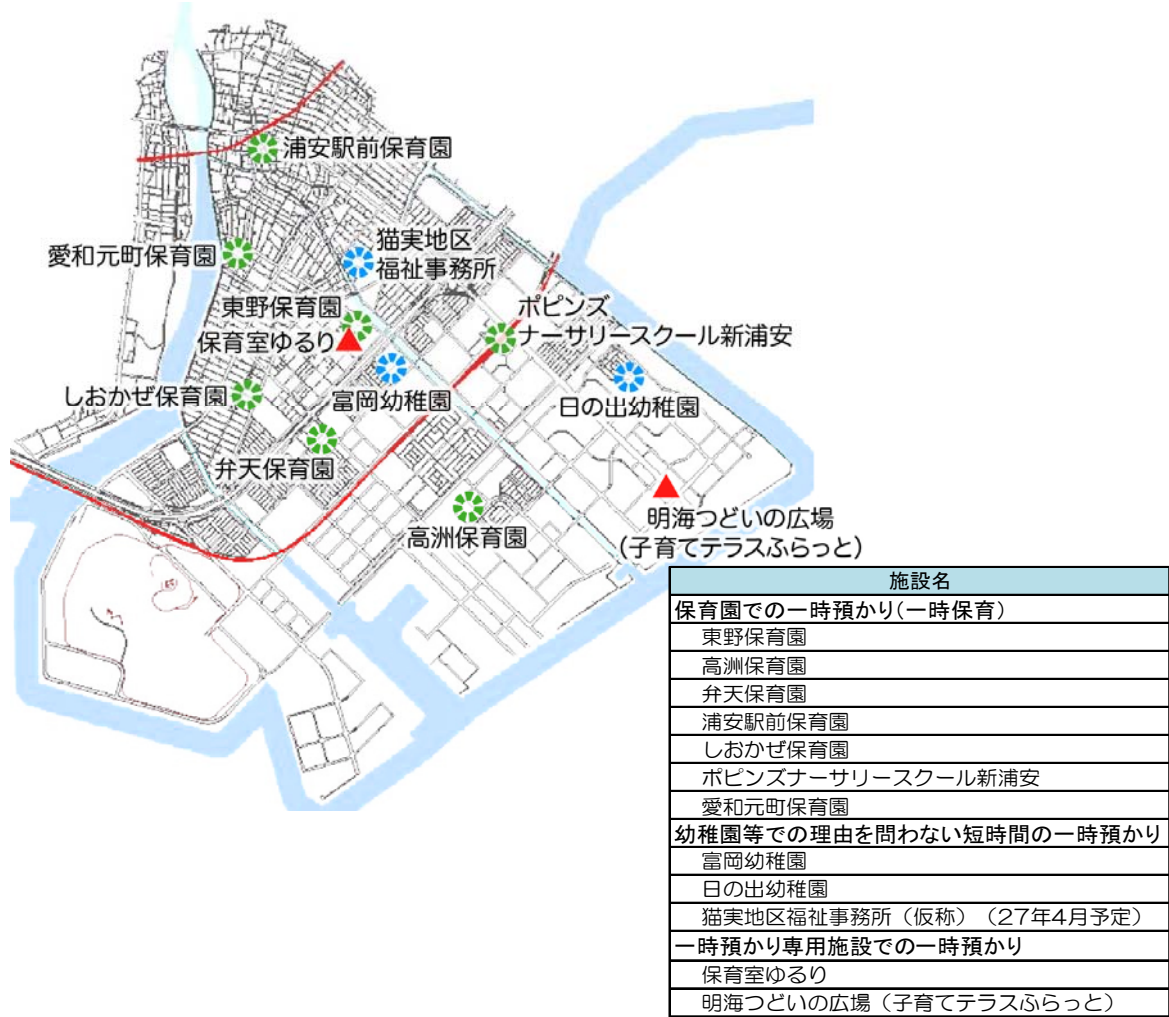 浦安駅前保育園
猫実地区
福祉事務所
愛和元町保育園
東野保育園
ポピンズ
ナーサリースクール新浦安
保育室ゆるり
しおかぜ保育園
富岡幼稚園
日の出幼稚園
弁天保育園
高洲保育園
明海つどいの広場
(子育てテラスふらっと)
施設名
保育園での一時預かり(一時保育)
東野保育園
高洲保育園
弁天保育園
浦安駅前保育園
しおかぜ保育園
ポピンズナーサリースクール新浦安
愛和元町保育園
幼稚園等での理由を問わない短時間の一時預かり
富岡幼稚園
日の出幼稚園
猫実地区福祉事務所（仮称）（27年4月予定）
一時預かり専用施設での一時預かり
保育室ゆるり
明海つどいの広場（子育てテラスふらっと）